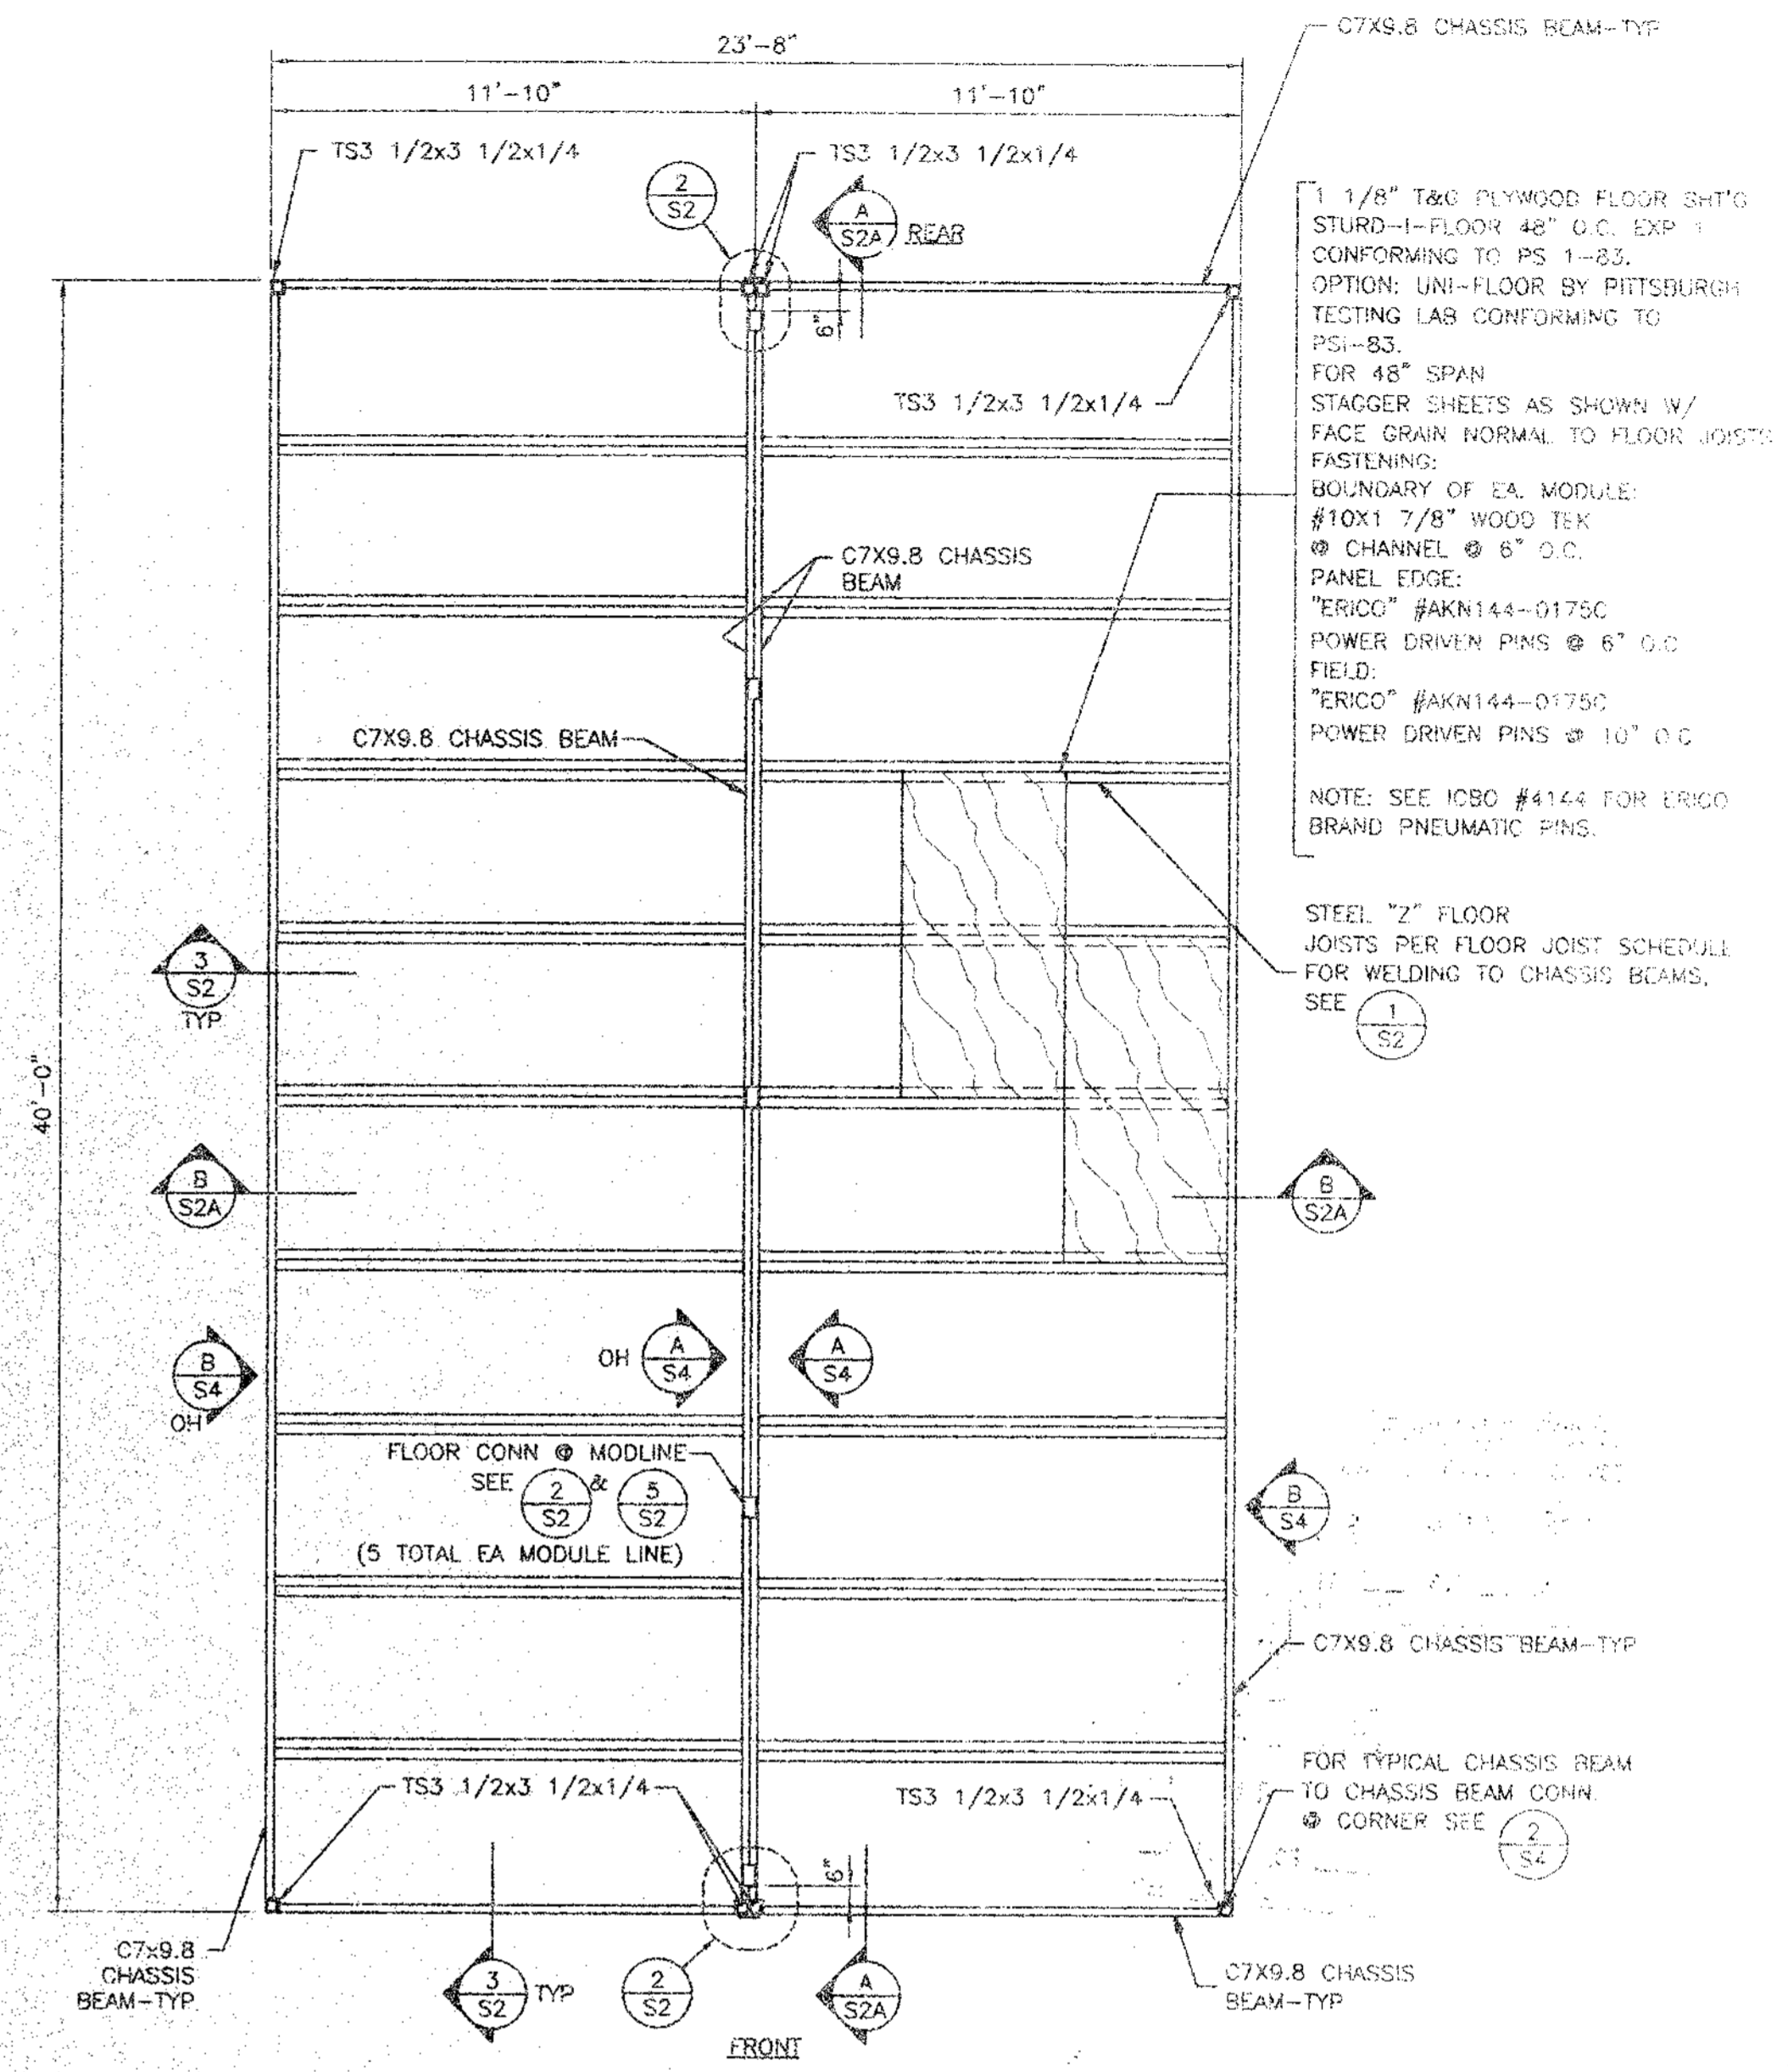 C7X9.8 CHASSIS BEAM-TYP
23'-8"
11'-10"
11'-10"
TS3 1/2x3 1/2x1/4
TS3 1/2x3 1/2x1/4
2
S2
A
S2A
REAR
6"
TS3 1/2x3 1/2x1/4
1 1/8" T&G PLYWOOD FLOOR SHT'G
STURD-I-FLOOR 48" O.C. EXP 1
CONFORMING TO PS 1-83.
OPTION: UNI-FLOOR BY PITTSBURGH
TESTING LAB CONFORMING TO
PSI-83.
FOR 48" SPAN
STAGGER SHEETS AS SHOWN W/
FACE GRAIN NORMAL TO FLOOR JOISTS
FASTENING:
BOUNDARY OF EA. MODULE:
#10X1 7/8" WOOD TEK
@ CHANNEL @ 6" O.C.
PANEL EDGE:
"ERICO" #AKN144-0175C
POWER DRIVEN PINS @ 6" O.C
FIELD:
"ERICO" #AKN144-0175C
POWER DRIVEN PINS @ 10" O.C
NOTE: SEE ICBO #4144 FOR ERICO
BRAND PNEUMATIC PINS.
C7X9.8 CHASSIS
BEAM
C7X9.8 CHASSIS BEAM
STEEL "Z" FLOOR
JOISTS PER FLOOR JOIST SCHEDULE
FOR WELDING TO CHASSIS BEAMS,
SEE
1
S2
3
S2
TYP
40'-0"
B
S2A
B
S2A
B
S4
OH
OH
A
S4
A
S4
FLOOR CONN @ MODLINE
SEE 2 & 5
S2 S2
(5 TOTAL EA MODULE LINE)
B
S4
C7X9.8 CHASSIS BEAM-TYP
TS3 1/2x3 1/2x1/4
TS3 1/2x3 1/2x1/4
FOR TYPICAL CHASSIS BEAM
TO CHASSIS BEAM CONN.
@ CORNER SEE
2
S4
6"
C7x9.8
CHASSIS
BEAM-TYP.
3
S2
TYP
2
S2
A
S2A
C7X9.8 CHASSIS
BEAM-TYP
FRONT